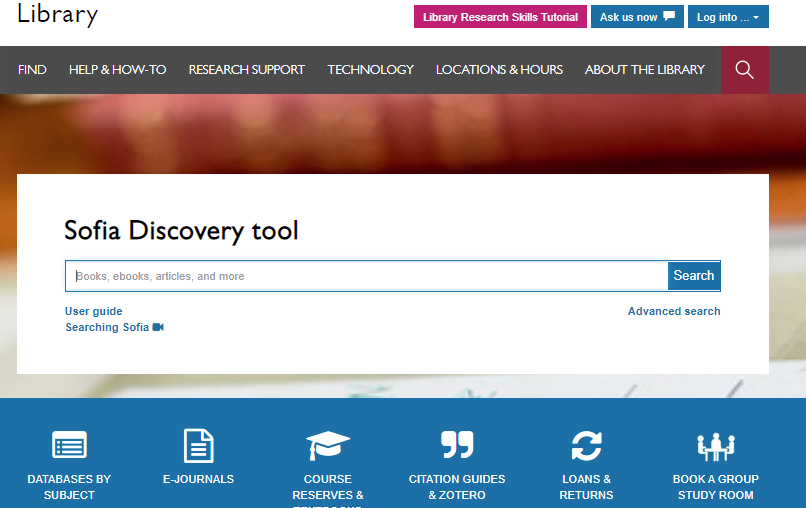 Library
Library Research Skills Tutorial
Ask us now
Log into ...
FIND
HELP & HOW-TO
RESEARCH SUPPORT
TECHNOLOGY
LOCATIONS & HOURS
ABOUT THE LIBRARY
Sofia Discovery tool
Books, ebooks, articles, and more
Search
User guide
Advanced search
Searching Sofia
DATABASES BY
SUBJECT
E-JOURNALS
COURSE
RESERVES &
TEXTBOOKS
CITATION GUIDES
& ZOTERO
LOANS &
RETURNS
BOOK A GROUP
STUDY ROOM